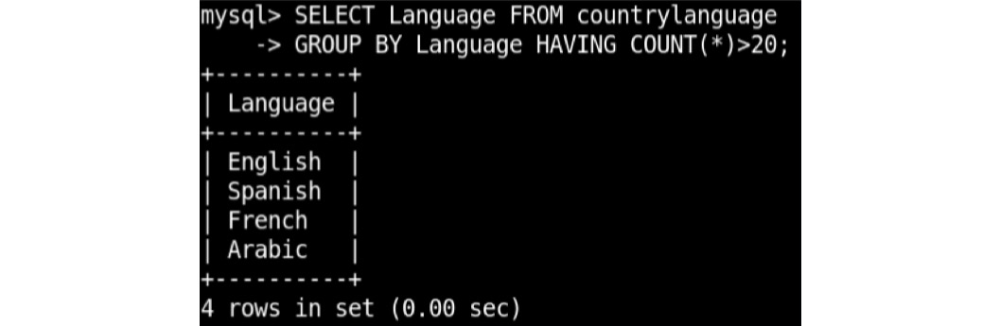 mysql> SELECT Language FROM countrylanguage
    -> GROUP BY Language HAVING COUNT(*)>20;
+----------+
| Language |
+----------+
| English  |
| Spanish  |
| French   |
| Arabic   |
+----------+
4 rows in set (0.00 sec)